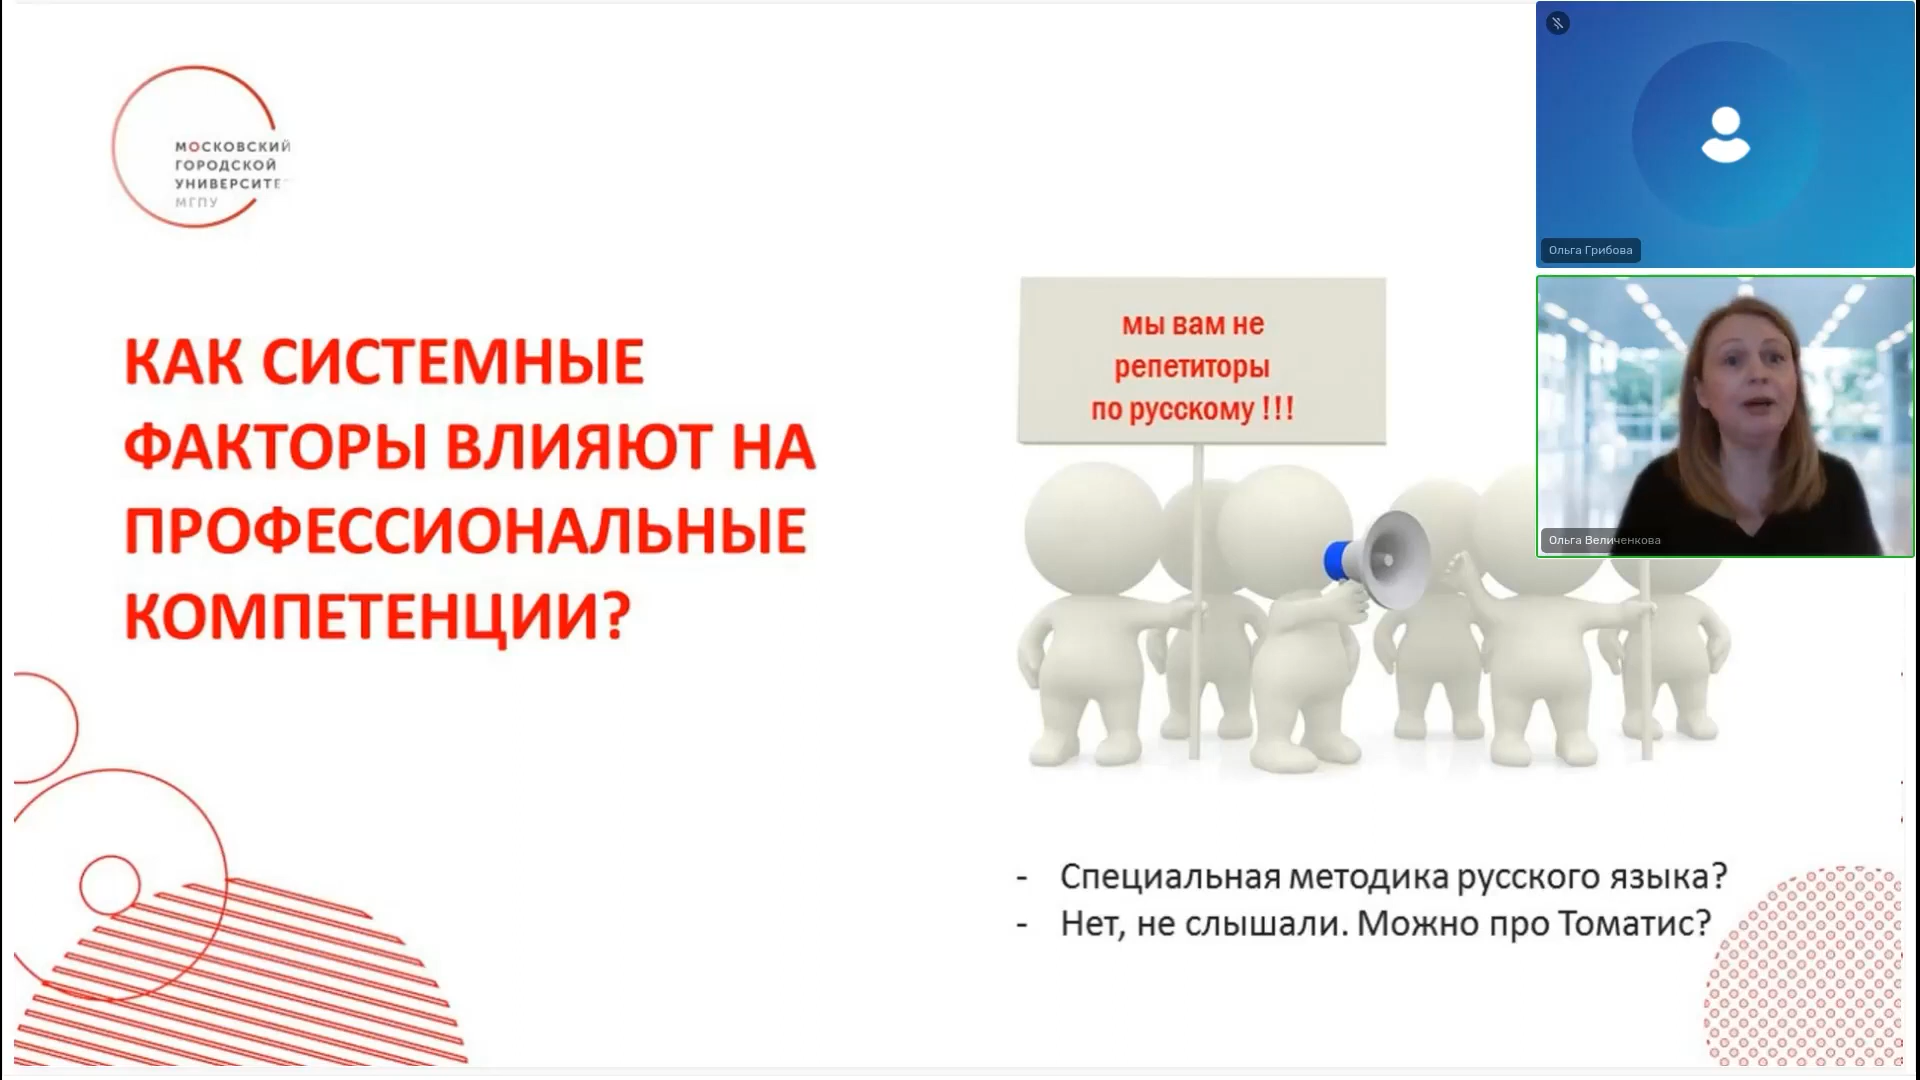 МОСКОВСКИЙ
ГОРОДСКОЙ
УНИВЕРСИТЕ
МГПУ
КАК СИСТЕМНЫЕ
ФАКТОРЫ ВЛИЯЮТ НА
ПРОФЕССИОНАЛЬНЫЕ
КОМПЕТЕНЦИИ?
мы вам не
репетиторы
по русскому !!!
- Специальная методика русского языка?
- Нет, не слышали. Можно про Томатис?
Ольга Грибова
Ольга Величенкова